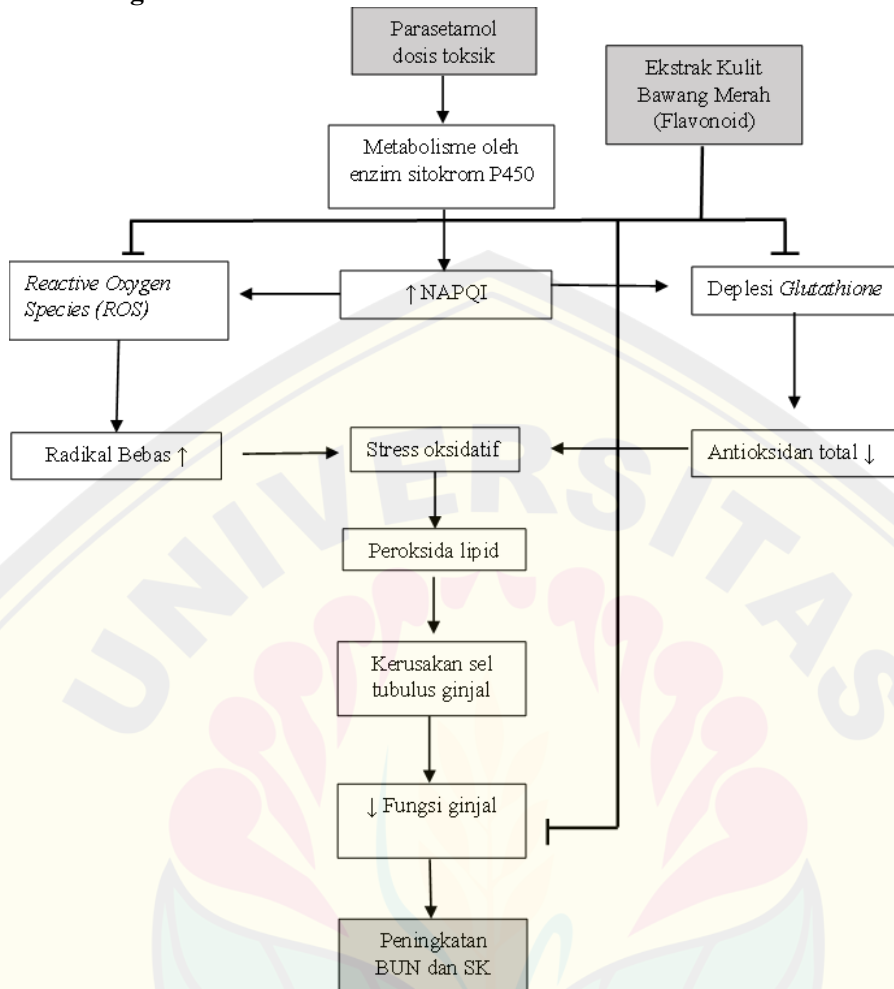 Parasetamol
dosis toksik
Ekstrak Kulit
Bawang Merah
(Flavonoid)
Metabolisme oleh
enzim sitokrom P450
Reactive Oxygen
Species (ROS)
↑ NAPQI
Deplesi Glutathione
Radikal Bebas ↑
Stress oksidatif
Antioksidan total ↓
Peroksida lipid
Kerusakan sel
tubulus ginjal
↓ Fungsi ginjal
Peningkatan
BUN dan SK
UNIVERSITAS